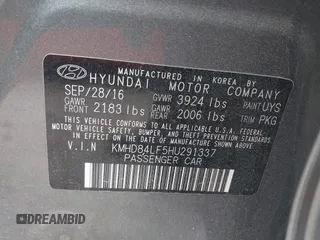 MANUFACTURED IN KOREA BY
HYUNDAI MOTOR COMPANY
SEP/28/16 GVWR 3924 lbs PAINT UYS
GAWR FRONT 2183 lbs GAWR REAR 2006 lbs TRIM PKG
THIS VEHICLE CONFORMS TO ALL APPLICABLE
U.S. FEDERAL MOTOR VEHICLE
SAFETY, BUMPER, AND THEFT PREVENTION STANDARDS
IN EFFECT ON THE DATE OF MANUFACTURE SHOWN ABOVE.
V.I.N KMHD84LF5HU291337
PASSENGER CAR
DREAMBID